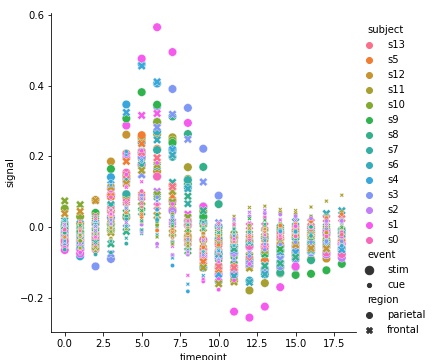 0.6
0.4
0.2
0.0
−0.2
signal
0.0
2.5
5.0
7.5
10.0
12.5
15.0
17.5
timepoint
subject
s13
s5
s12
s11
s10
s9
s8
s7
s6
s4
s3
s2
s1
s0
event
stim
cue
region
parietal
frontal